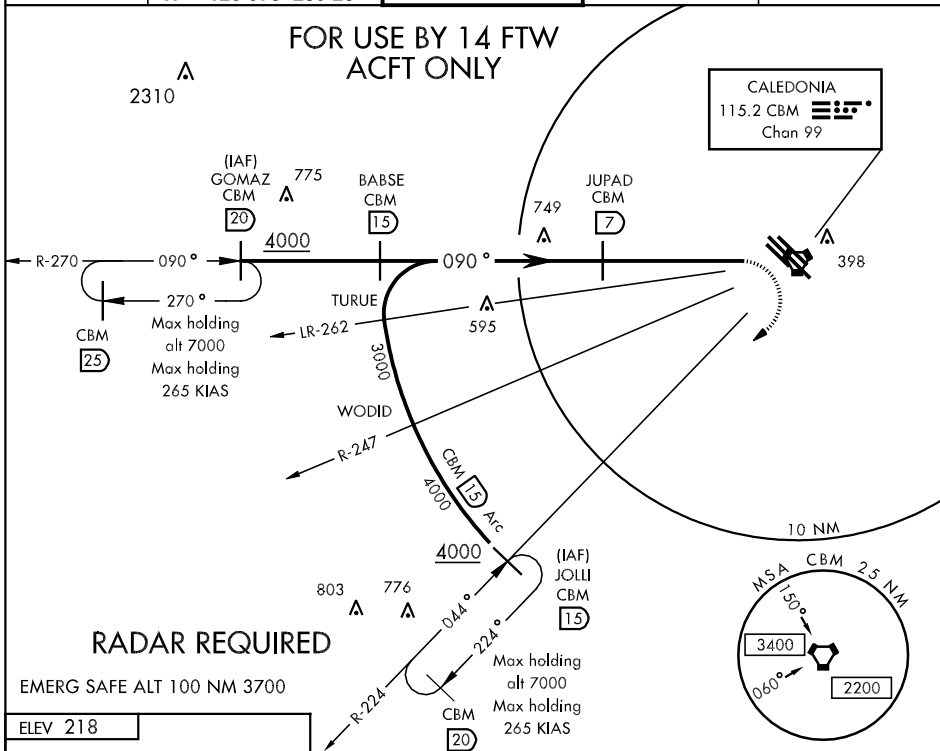 FOR USE BY 14 FTW
ACFT ONLY
2310
CALEDONIA
115.2 CBM
Chan 99
(IAF)
GOMAZ
CBM
20
775
BABSE
CBM
15
749
JUPAD
CBM
7
4000
398
R-270
090°
090°
270°
CBM
25
Max holding
alt 7000
Max holding
265 KIAS
TURUE
LR-262
595
3000
WODID
R-247
CBM 15 Arc
4000
10 NM
4000
(IAF)
JOLLI
CBM
15
803
776
044°
224°
R-224
Max holding
alt 7000
Max holding
265 KIAS
CBM
20
RADAR REQUIRED
EMERG SAFE ALT 100 NM 3700
ELEV 218
MSA CBM 25 NM
150°
3400
060°
2200